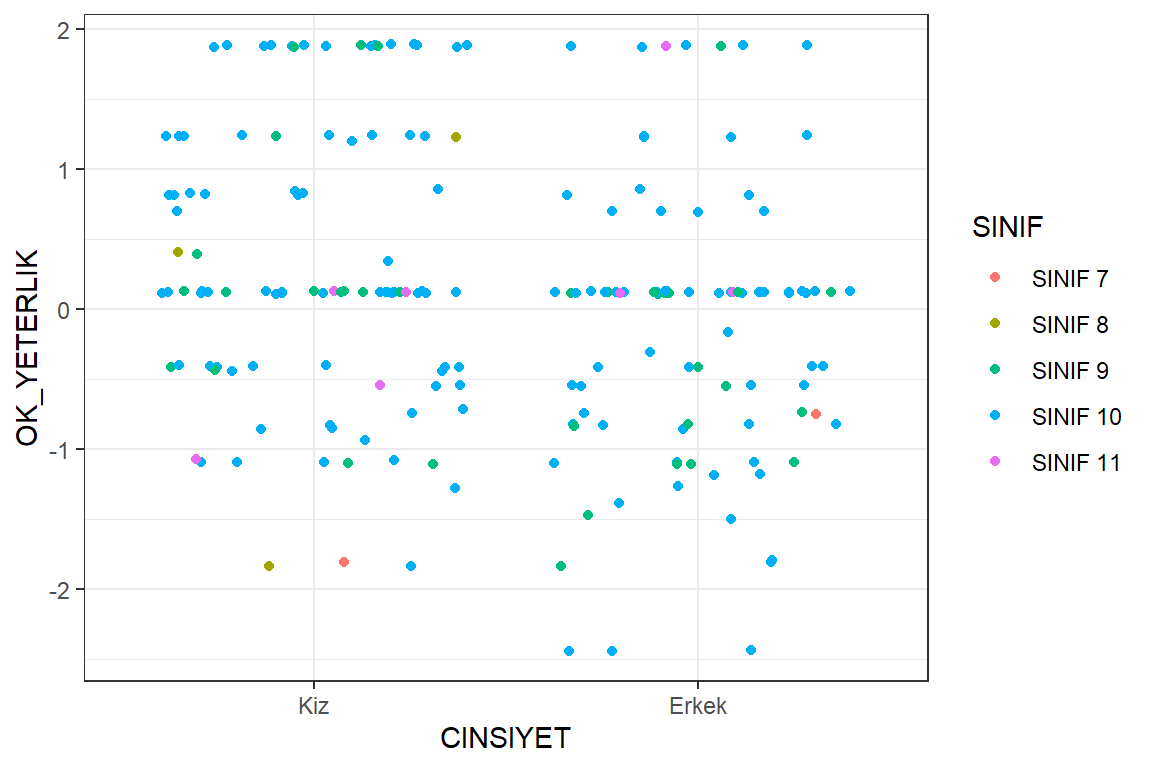 2
1
0
-1
-2
OK_YETERLIK
Kiz
Erkek
CINSIYET
SINIF
SINIF 7
SINIF 8
SINIF 9
SINIF 10
SINIF 11